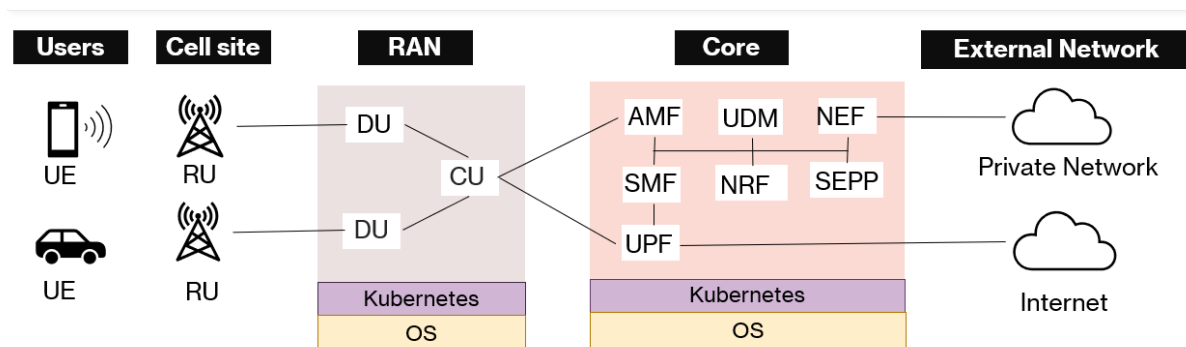 Users
Cell site
RAN
Core
External Network
UE
RU
DU
CU
AMF
UDM
NEF
Private Network
SMF
NRF
SEPP
UE
RU
DU
UPF
Internet
Kubernetes
OS
Kubernetes
OS